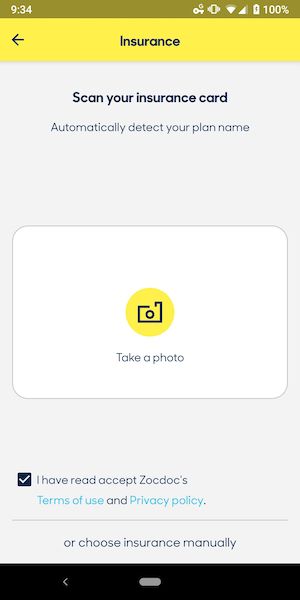 9:34
100%
Insurance
Scan your insurance card
Automatically detect your plan name
Take a photo
I have read accept Zocdoc's
Terms of use and Privacy policy.
or choose insurance manually